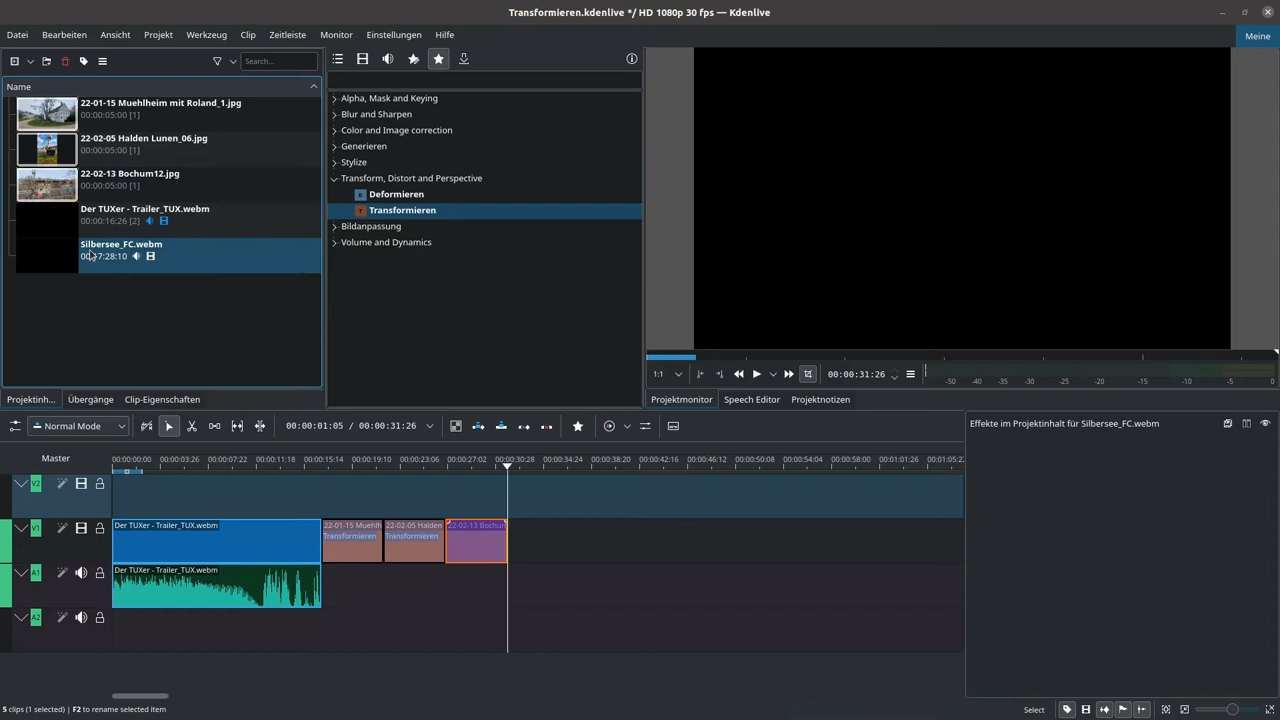 Transformieren.kdenlive */ HD 1080p 30 fps — Kdenlive
Datei Bearbeiten Ansicht Projekt Werkzeug Clip Zeitleiste Monitor Einstellungen Hilfe Meine
Search...
Name
22-01-15 Muehlheim mit Roland_1.jpg
00:00:05:00 [1]
22-02-05 Halden Lunen_06.jpg
00:00:05:00 [1]
22-02-13 Bochum12.jpg
00:00:05:00 [1]
Der TUXer - Trailer_TUX.webm
00:00:16:26 [2]
Silbersee_FC.webm
7:28:10
Alpha, Mask and Keying
Blur and Sharpen
Color and Image correction
Generieren
Stylize
Transform, Distort and Perspective
Deformieren
Transformieren
Bildanpassung
Volume and Dynamics
1:1 00:00:31:26
-50 -40 -30 -20 -10 0
Projektinh... Übergänge Clip-Eigenschaften
Projektmonitor Speech Editor Projektnotizen
Normal Mode 00:00:01:05 / 00:00:31:26
Effekte im Projektinhalt für Silbersee_FC.webm
Master 00:00:00:00 00:00:03:26 00:00:07:22 00:00:11:18 00:00:15:14 00:00:19:10 00:00:23:06 00:00:27:02 00:00:30:28 00:00:34:24 00:00:38:20 00:00:42:16 00:00:46:12 00:00:50:08 00:00:54:04 00:00:58:00 00:01:01:26 00:01:05:22
V2
V1 Der TUXer - Trailer_TUX.webm 22-01-15 Muehlh 22-02-05 Halden 22-02-13 Bochum
Transformieren Transformieren
A1 Der TUXer - Trailer_TUX.webm
A2
5 clips (1 selected) | F2 to rename selected item Select